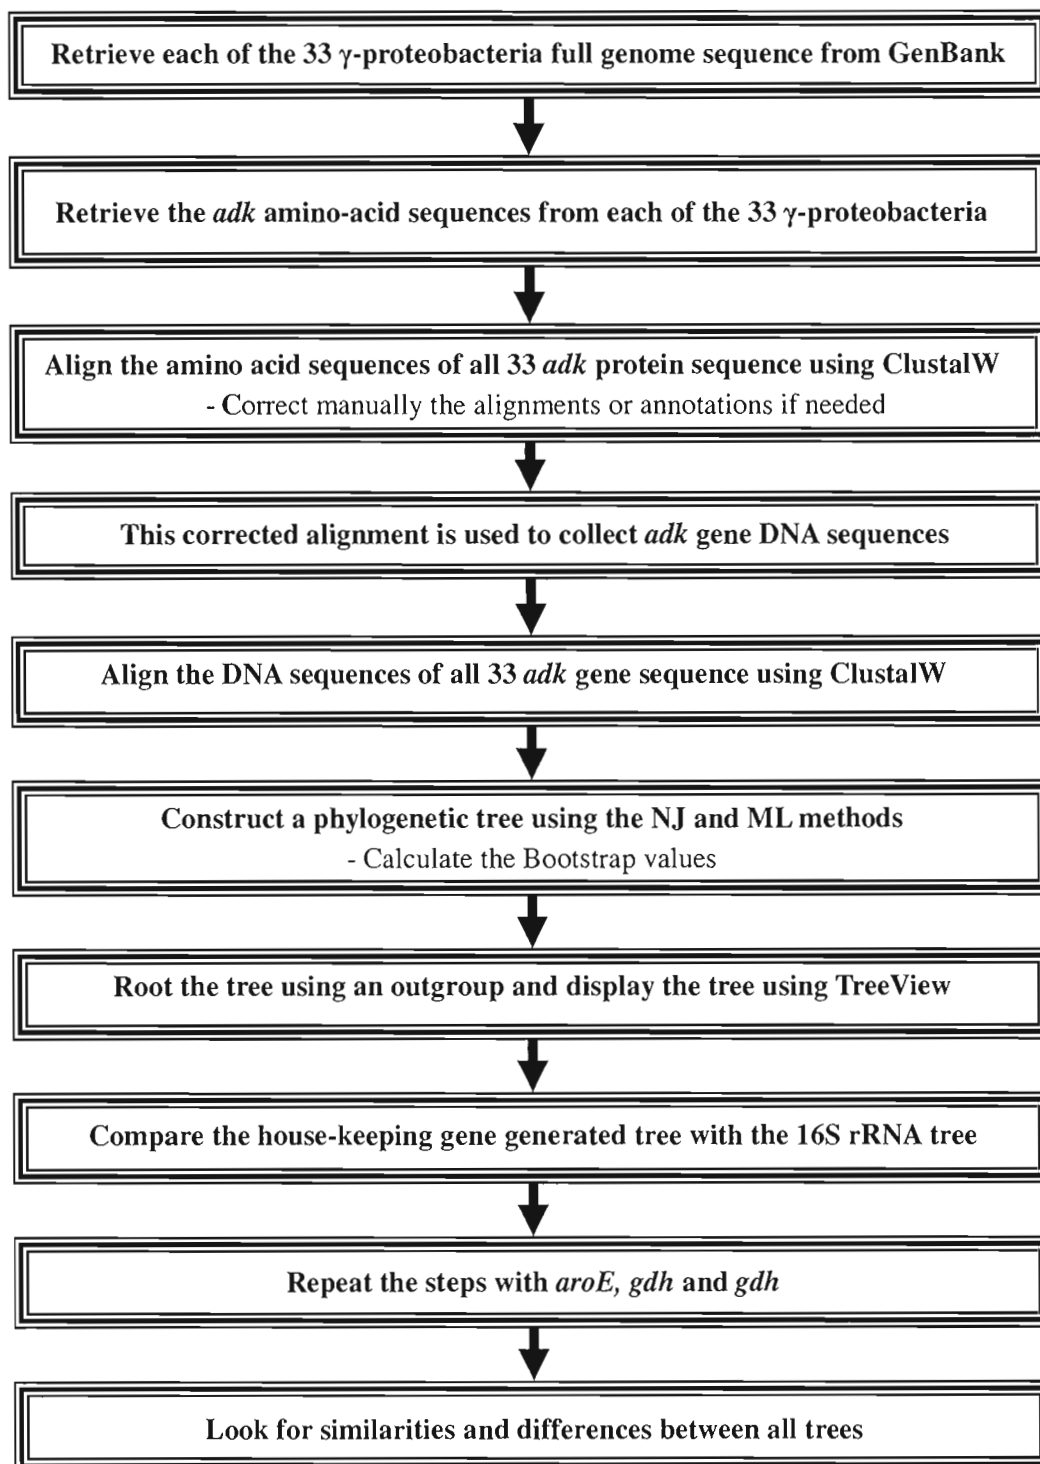 Retrieve each of the 33 γ-proteobacteria full genome sequence from GenBank
Retrieve the adk amino-acid sequences from each of the 33 γ-proteobacteria
Align the amino acid sequences of all 33 adk protein sequence using ClustalW
- Correct manually the alignments or annotations if needed
This corrected alignment is used to collect adk gene DNA sequences
Align the DNA sequences of all 33 adk gene sequence using ClustalW
Construct a phylogenetic tree using the NJ and ML methods
- Calculate the Bootstrap values
Root the tree using an outgroup and display the tree using TreeView
Compare the house-keeping gene generated tree with the 16S rRNA tree
Repeat the steps with aroE, gdh and gdh
Look for similarities and differences between all trees